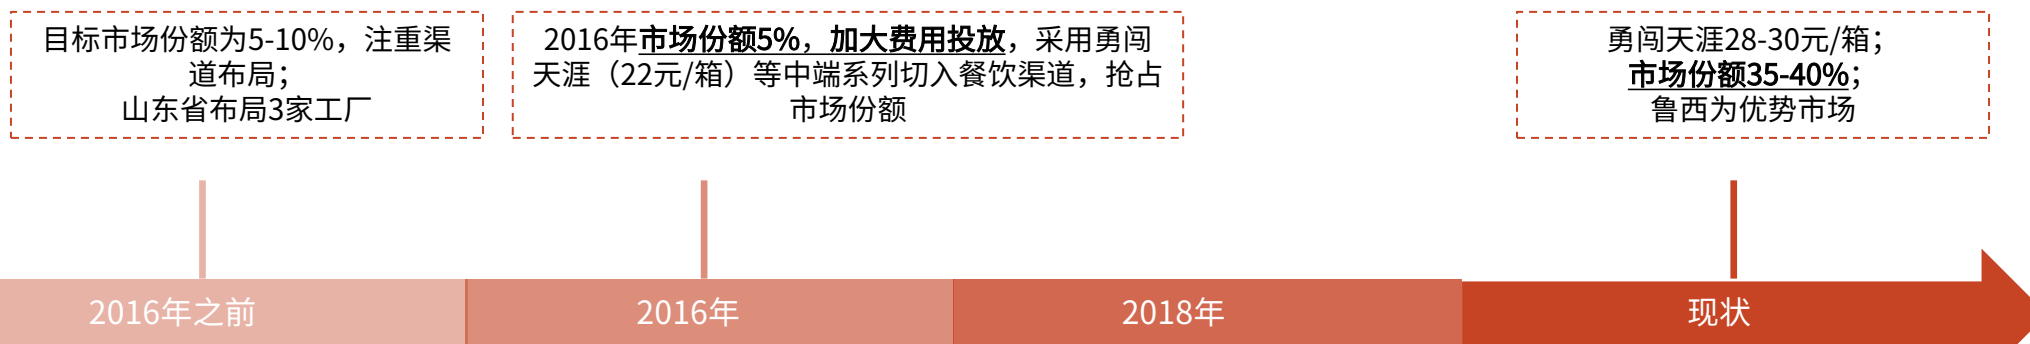 目标市场份额为5-10%，注重渠
道布局；
山东省布局3家工厂
2016年市场份额5%，加大费用投放，采用勇闯
天涯（22元/箱）等中端系列切入餐饮渠道，抢占
市场份额
勇闯天涯28-30元/箱；
市场份额35-40%；
鲁西为优势市场
2016年之前
2016年
2018年
现状